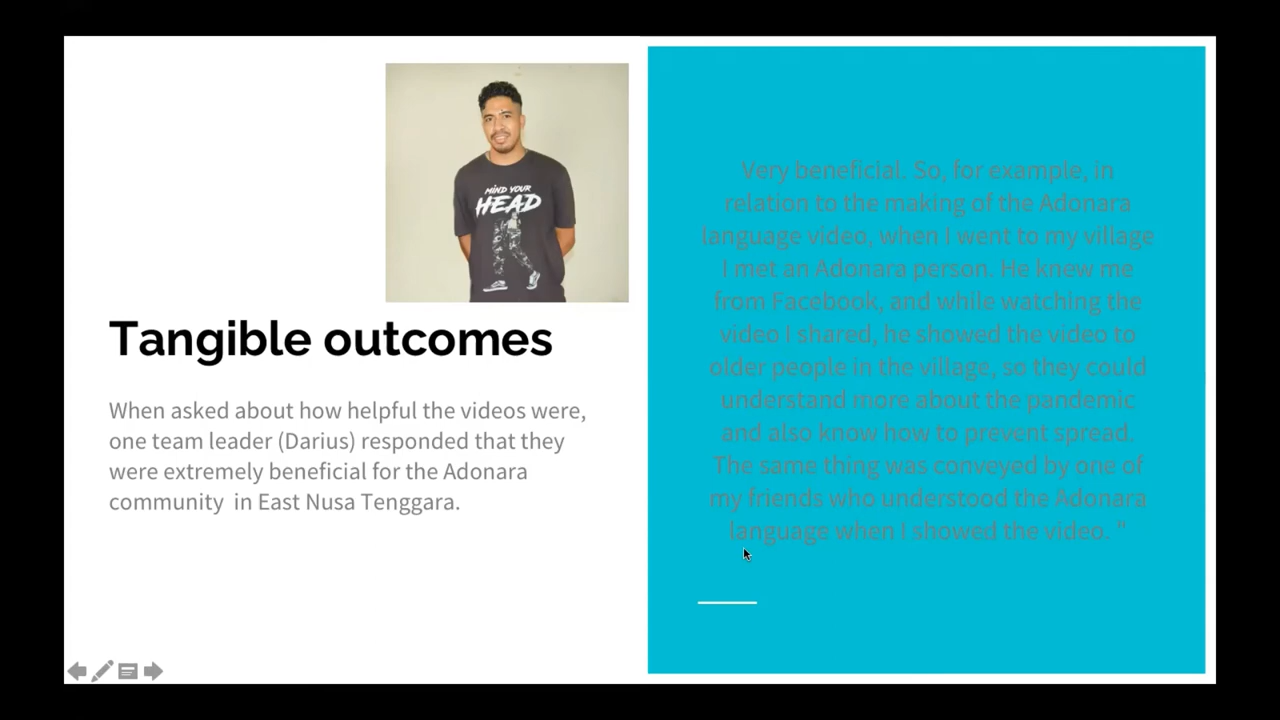 MIND YOUR
HEAD
Tangible outcomes
When asked about how helpful the videos were,
one team leader (Darius) responded that they
were extremely beneficial for the Adonara
community  in East Nusa Tenggara.
Very beneficial. So, for example, in
relation to the making of the Adonara
language video, when I went to my village
I met an Adonara person. He knew me
from Facebook, and while watching the
video I shared, he showed the video to
older people in the village, so they could
understand more about the pandemic
and also know how to prevent spread.
The same thing was conveyed by one of
my friends who understood the Adonara
language when I showed the video. "